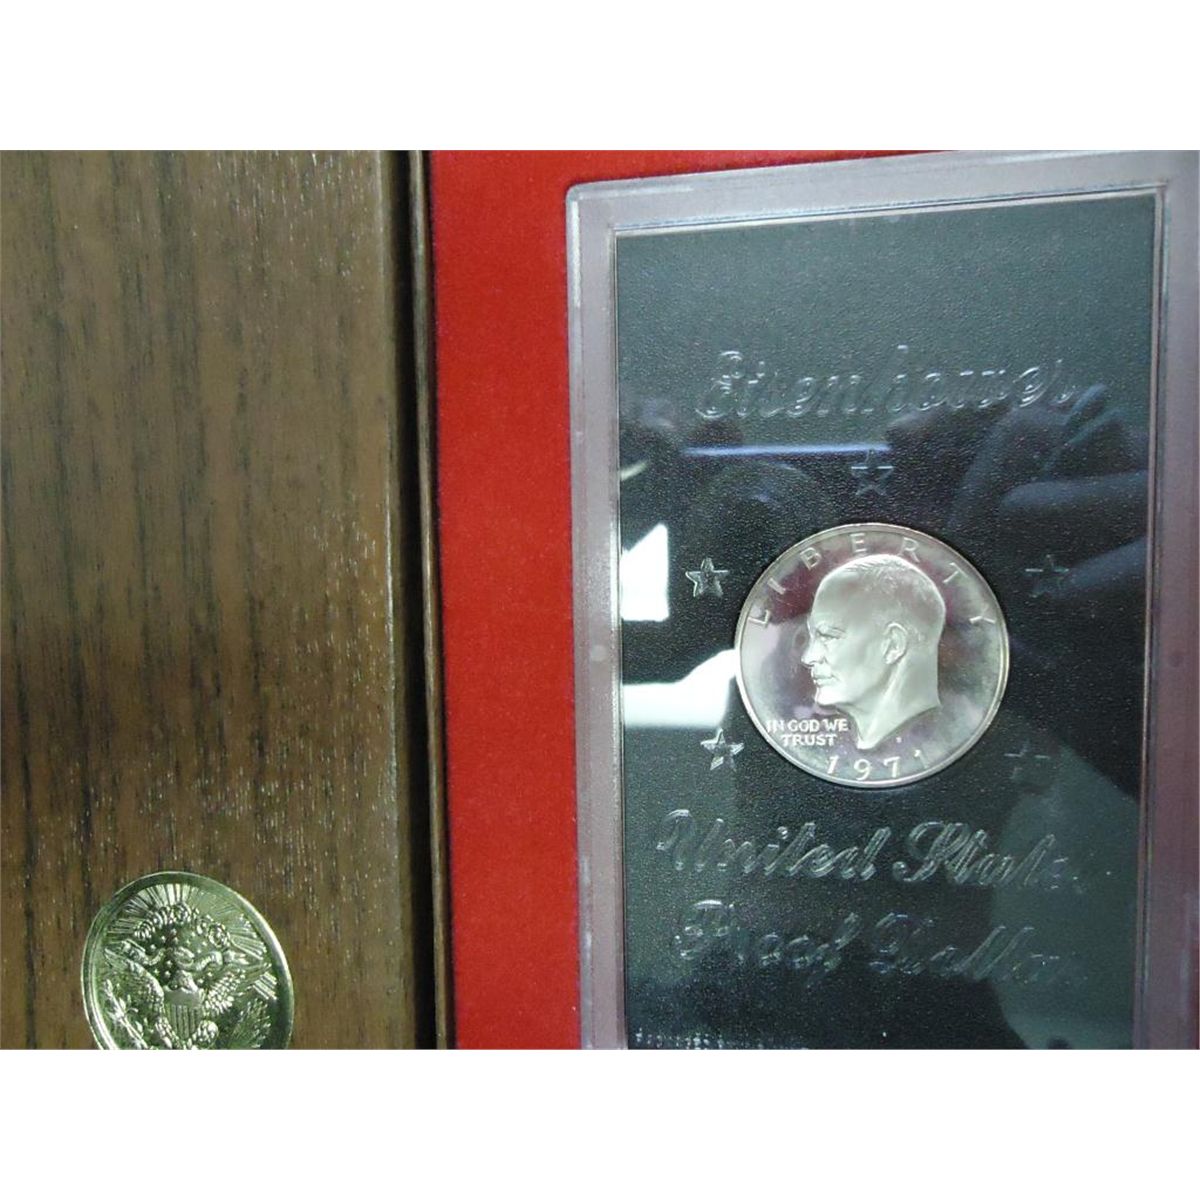 Eisenhower
LIBERTY
IN GOD WE
TRUST
1971
United States
Proof Dollar